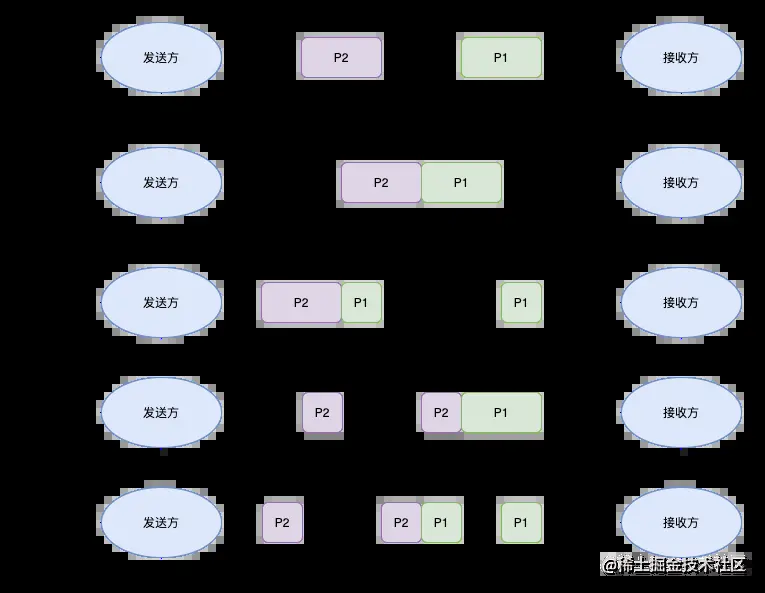 发送方 P2 P1 接收方
发送方 P2 P1 接收方
发送方 P2 P1 P1 接收方
发送方 P2 P2 P1 接收方
发送方 P2 P2 P1 P1 接收方
@稀土掘金技术社区